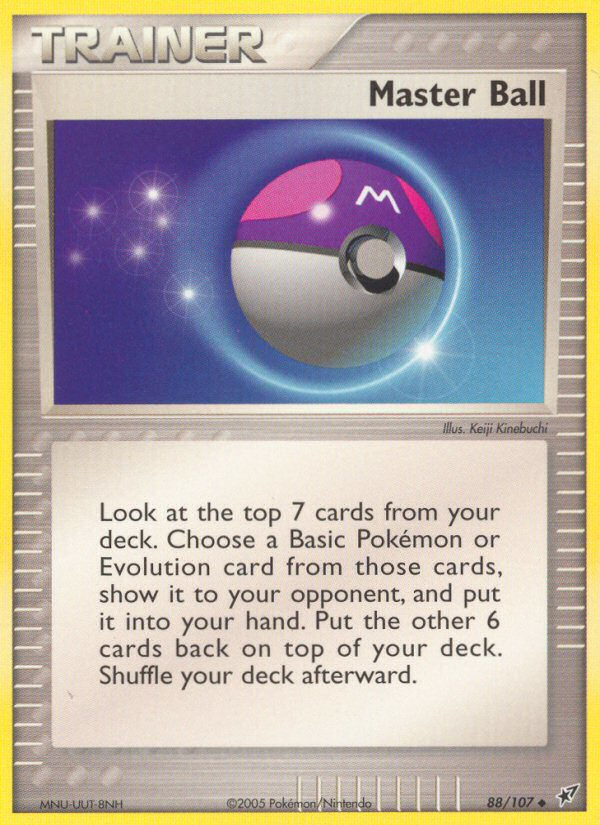 TRAINER
Master Ball
M
Illus. Keiji Kinebuchi
Look at the top 7 cards from your
deck. Choose a Basic Pokémon or
Evolution card from those cards,
show it to your opponent, and put
it into your hand. Put the other 6
cards back on top of your deck.
Shuffle your deck afterward.
MNU-UUT-8NH
©2005 Pokémon/Nintendo
88/107 ◆